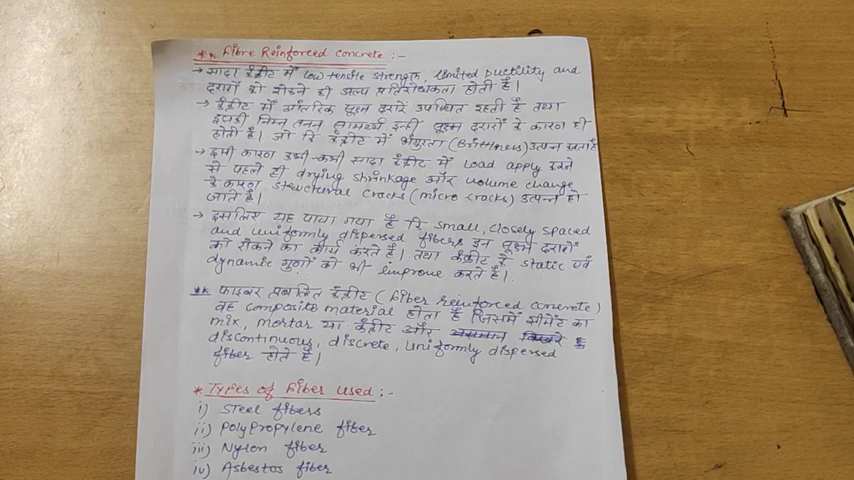 ** Fibre Reinforced Concrete :-
→ सादा कंक्रीट में low tensile strength, limited Ductility and
दरारों को रोकने की अल्प प्रतिरोधकता होती है।
→ कंक्रीट में आंतरिक सूक्ष्म दरारें उपस्थित रहती है तथा
इसकी निम्न तनन सामर्थ्य इन्ही सूक्ष्म दरारों के कारण ही
होती है। जो कि कंक्रीट में भंगुरता (Brittness) उत्पन्न करता है
→ इसी कारण कभी-कभी सादा कंक्रीट में Load apply करने
से पहले ही drying shrinkage और volume change
के कारण structural cracks (micro cracks) उत्पन्न हो
जाते है।
→ इसलिए यह पाया गया है कि small, closely spaced
and uniformly dispersed fibers इन सूक्ष्म दरारों
को रोकने का कार्य करते है। तथा कंक्रीट के static एवं
dynamic गुणों को भी Improve करते है।
** फाइबर प्रबलित कंक्रीट (Fiber reinforced concrete)
वह composite material होता है जिसमें सीमेंट का
mix, mortar या कंक्रीट और
discontinuous, discrete, uniformly dispersed
fiber होते है।
* Types of Fiber used :-
i) Steel fibers
ii) Polypropylene fiber
iii) Nylon fiber
iv) Asbestos fiber